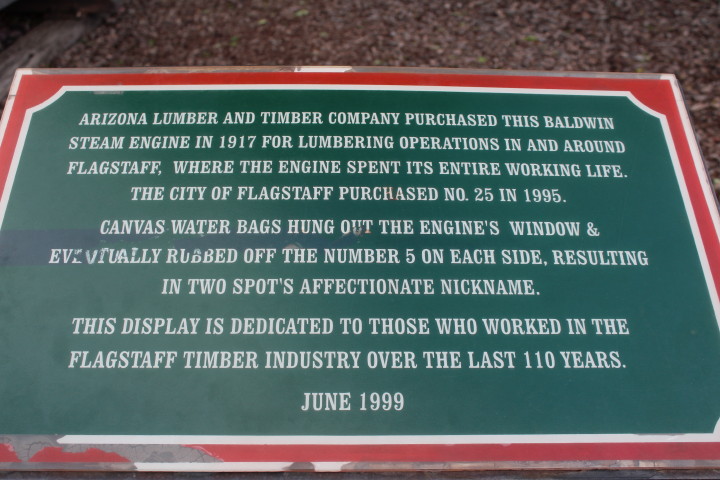 ARIZONA LUMBER AND TIMBER COMPANY PURCHASED THIS BALDWIN
STEAM ENGINE IN 1917 FOR LUMBERING OPERATIONS IN AND AROUND
FLAGSTAFF, WHERE THE ENGINE SPENT ITS ENTIRE WORKING LIFE.
THE CITY OF FLAGSTAFF PURCHASED NO. 25 IN 1995.
CANVAS WATER BAGS HUNG OUT THE ENGINE'S WINDOW &
EVENTUALLY RUBBED OFF THE NUMBER 5 ON EACH SIDE, RESULTING
IN TWO SPOT'S AFFECTIONATE NICKNAME.
THIS DISPLAY IS DEDICATED TO THOSE WHO WORKED IN THE
FLAGSTAFF TIMBER INDUSTRY OVER THE LAST 110 YEARS.
JUNE 1999